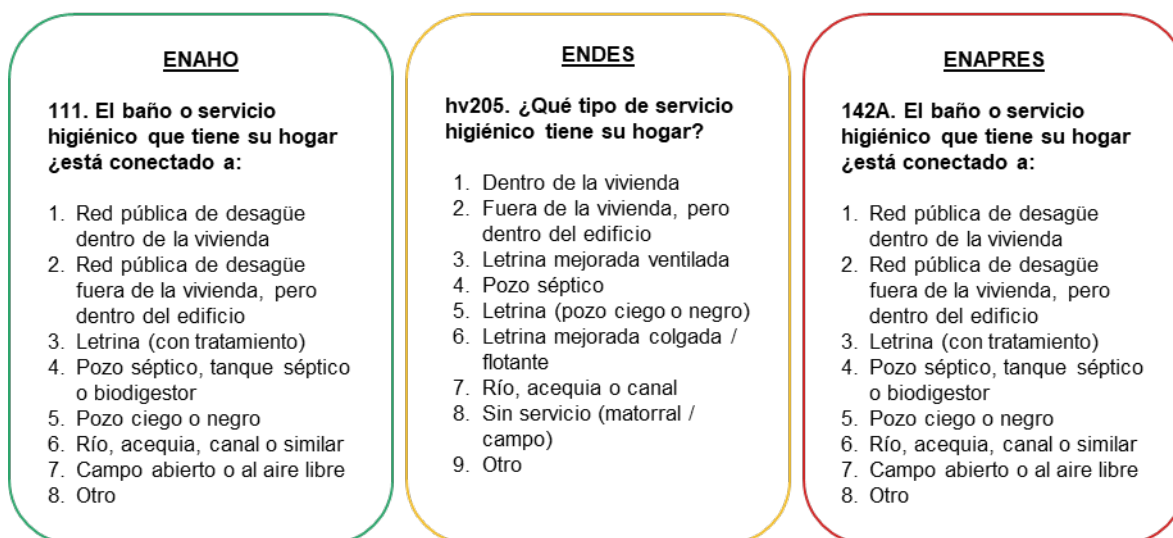 ENAHO
111. El baño o servicio
higiénico que tiene su hogar
¿está conectado a:
1. Red pública de desagüe
dentro de la vivienda
2. Red pública de desagüe
fuera de la vivienda, pero
dentro del edificio
3. Letrina (con tratamiento)
4. Pozo séptico, tanque séptico
o biodigestor
5. Pozo ciego o negro
6. Río, acequia, canal o similar
7. Campo abierto o al aire libre
8. Otro
ENDES
hv205. ¿Qué tipo de servicio
higiénico tiene su hogar?
1. Dentro de la vivienda
2. Fuera de la vivienda, pero
dentro del edificio
3. Letrina mejorada ventilada
4. Pozo séptico
5. Letrina (pozo ciego o negro)
6. Letrina mejorada colgada /
flotante
7. Río, acequia o canal
8. Sin servicio (matorral /
campo)
9. Otro
ENAPRES
142A. El baño o servicio
higiénico que tiene su hogar
¿está conectado a:
1. Red pública de desagüe
dentro de la vivienda
2. Red pública de desagüe
fuera de la vivienda, pero
dentro del edificio
3. Letrina (con tratamiento)
4. Pozo séptico, tanque séptico
o biodigestor
5. Pozo ciego o negro
6. Río, acequia, canal o similar
7. Campo abierto o al aire libre
8. Otro